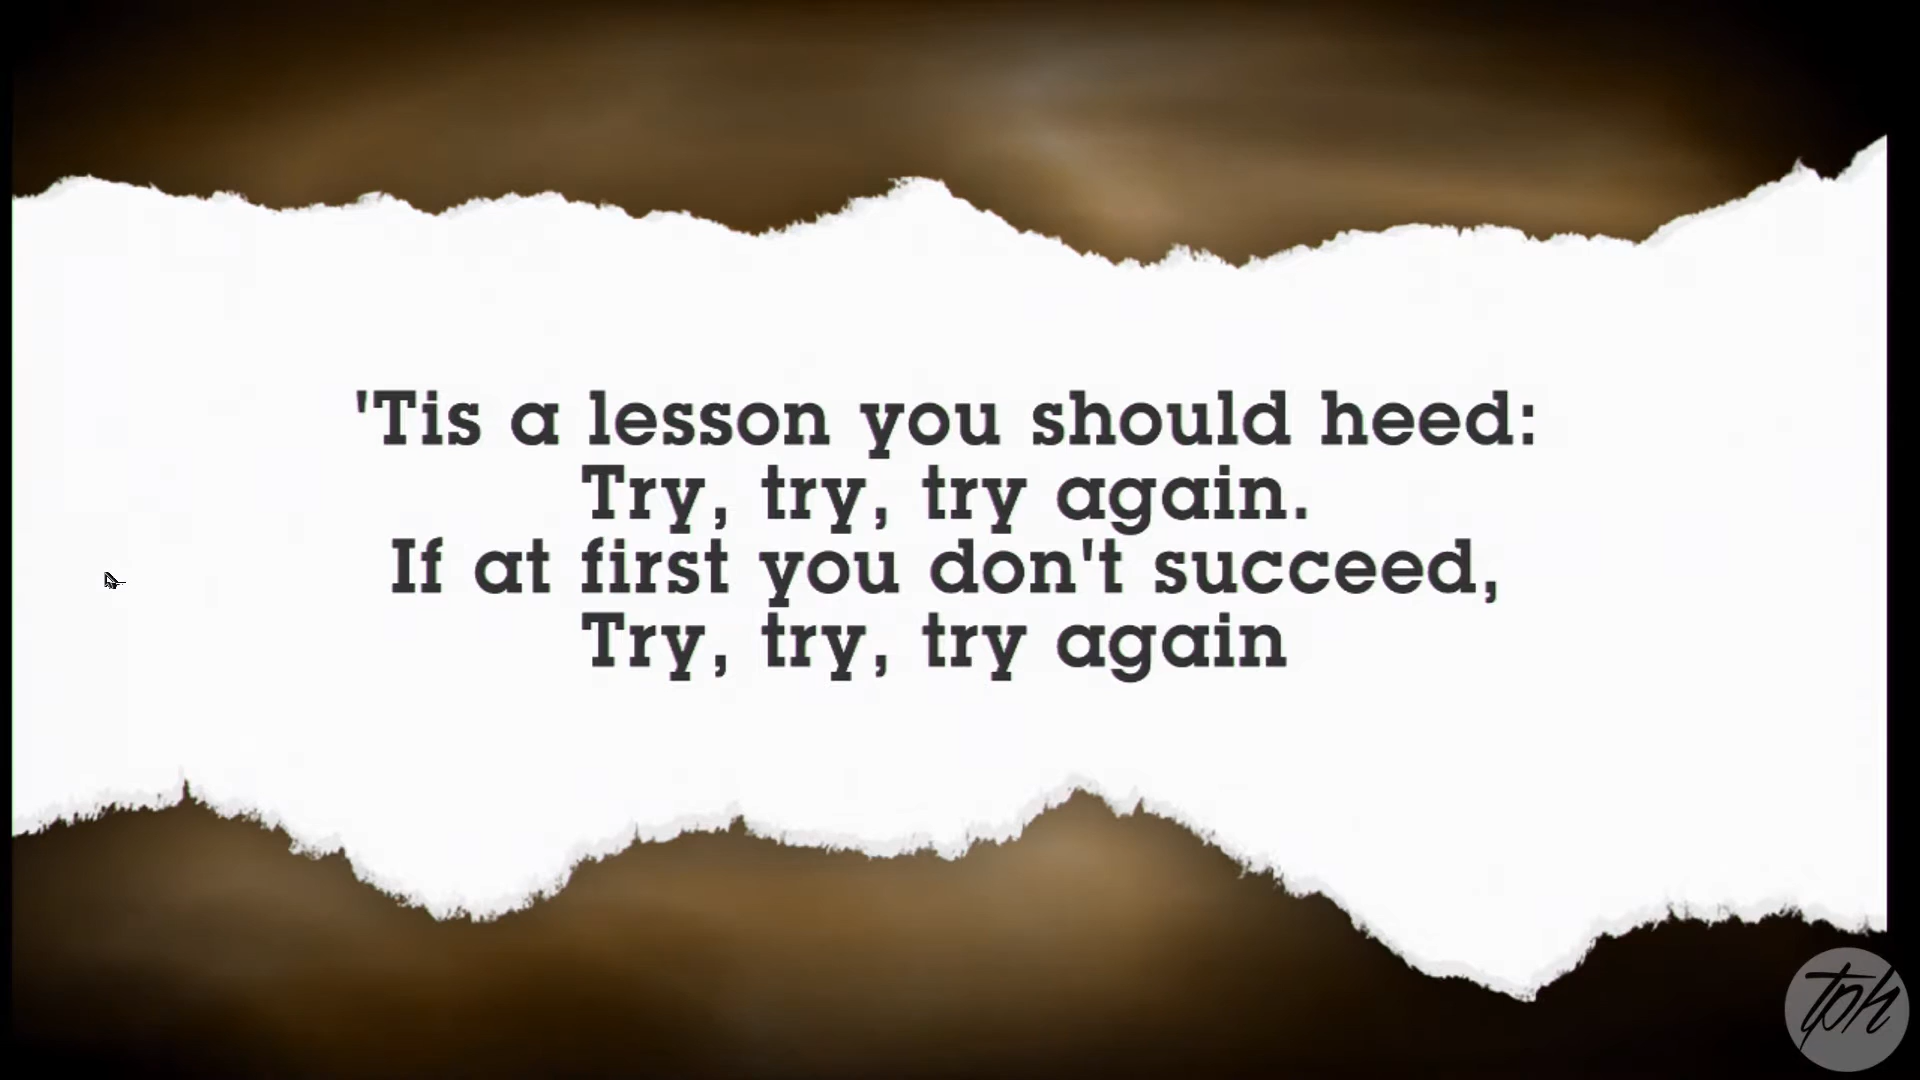 'Tis a lesson you should heed:
Try, try, try again.
If at first you don't succeed,
Try, try, try again
tph